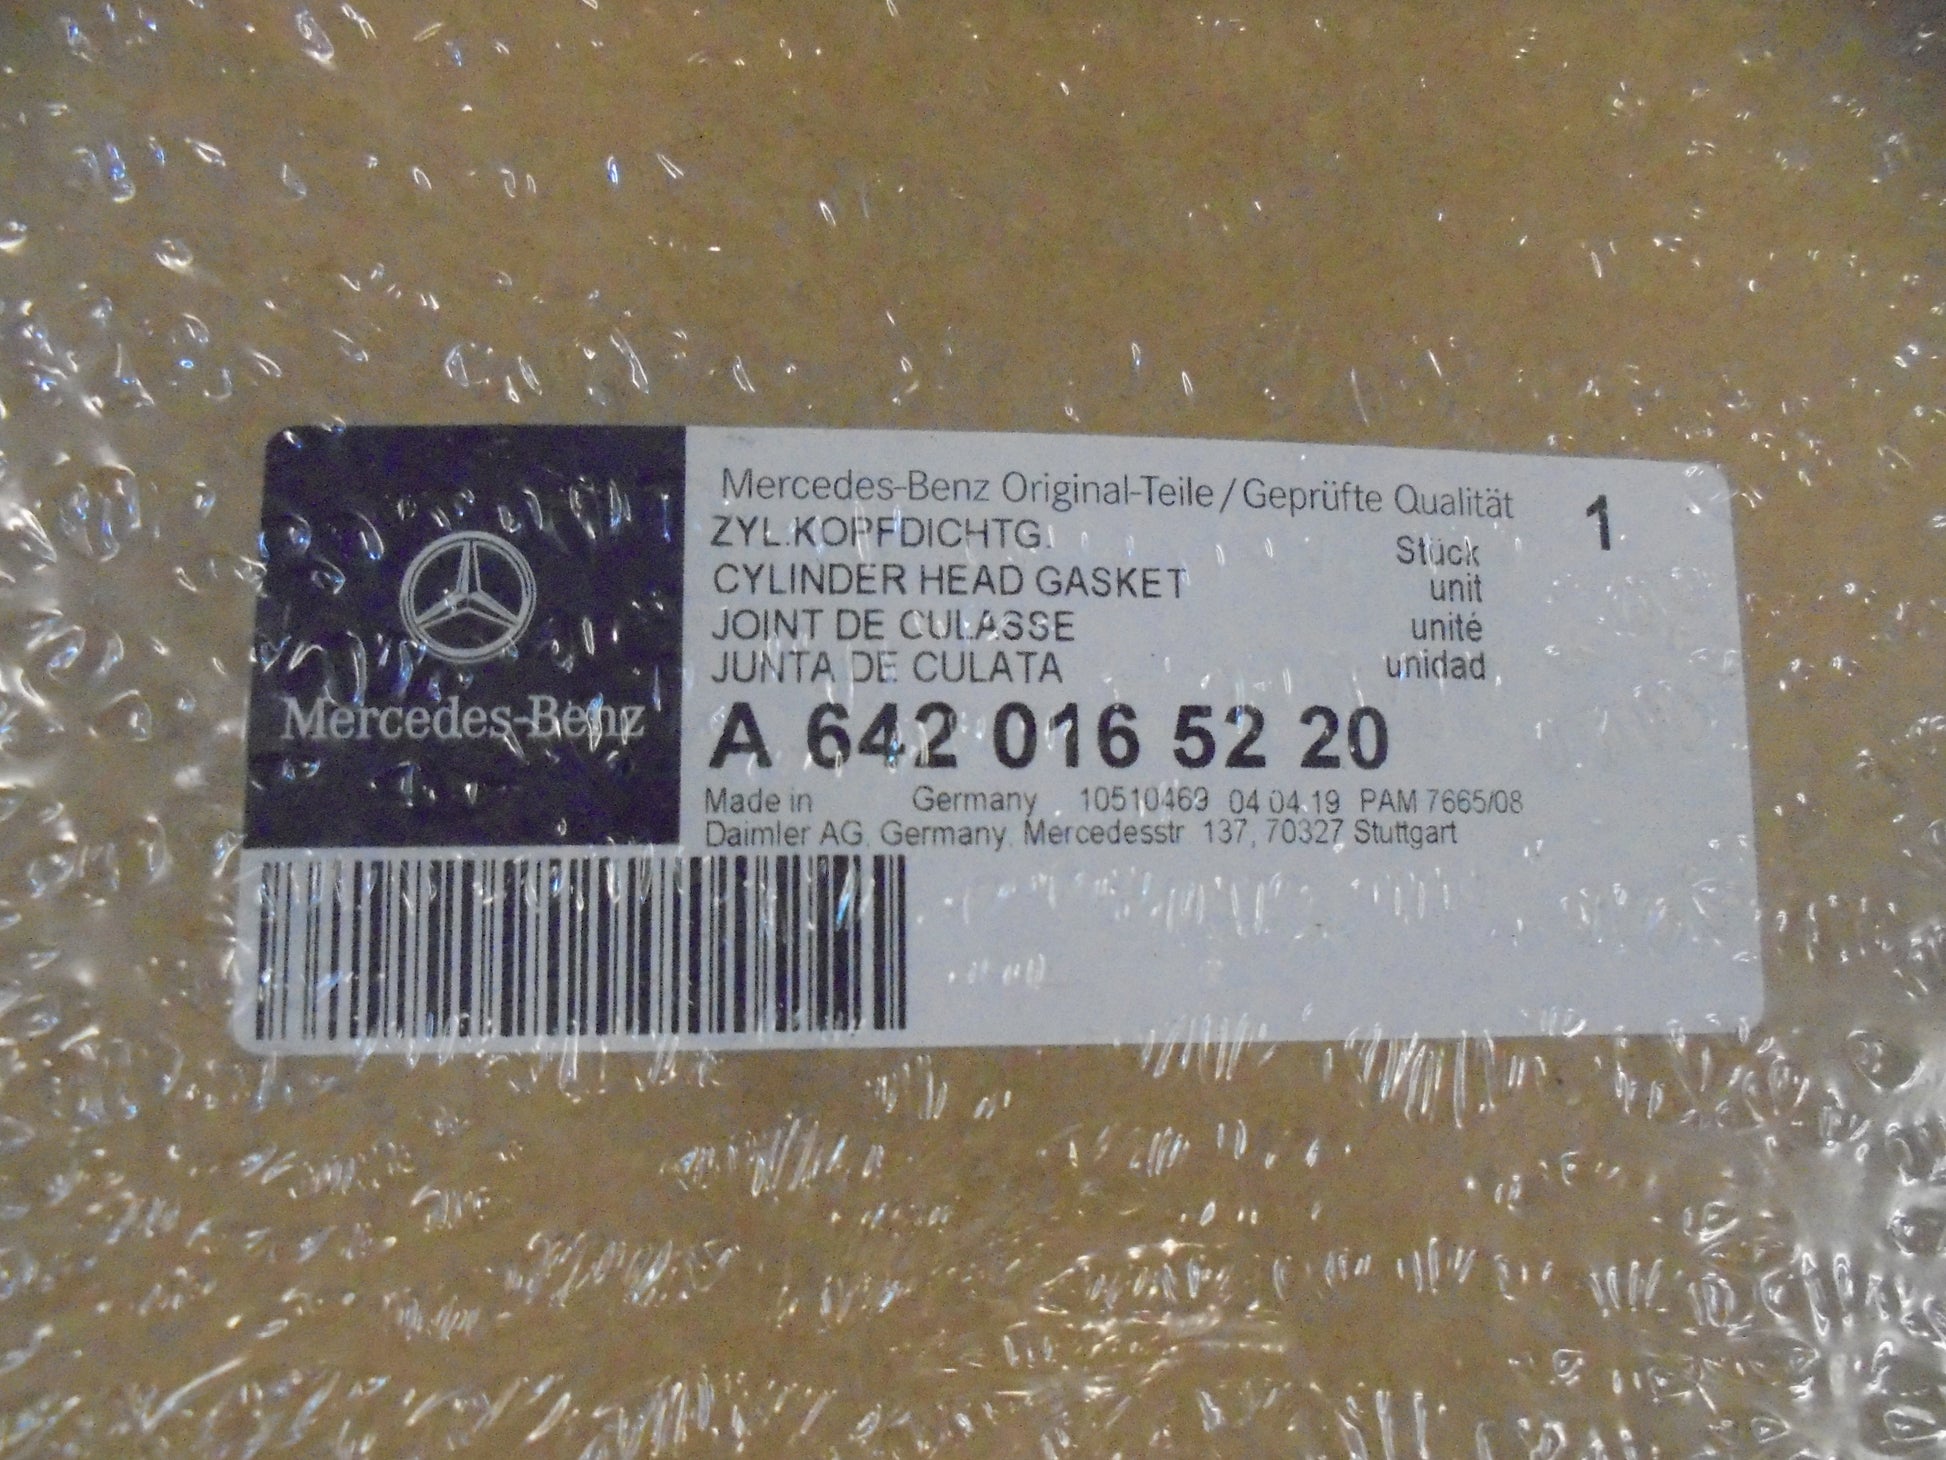 Mercedes-Benz
Mercedes-Benz Original-Teile/Geprüfte Qualität
ZYL.KOPFDICHTG.
CYLINDER HEAD GASKET
JOINT DE CULASSE
JUNTA DE CULATA
Stück
unit
unité
unidad
1
A 642 016 52 20
Made in Germany 10510469 04.04.19 PAM 7665/08
Daimler AG, Germany, Mercedesstr. 137, 70327 Stuttgart